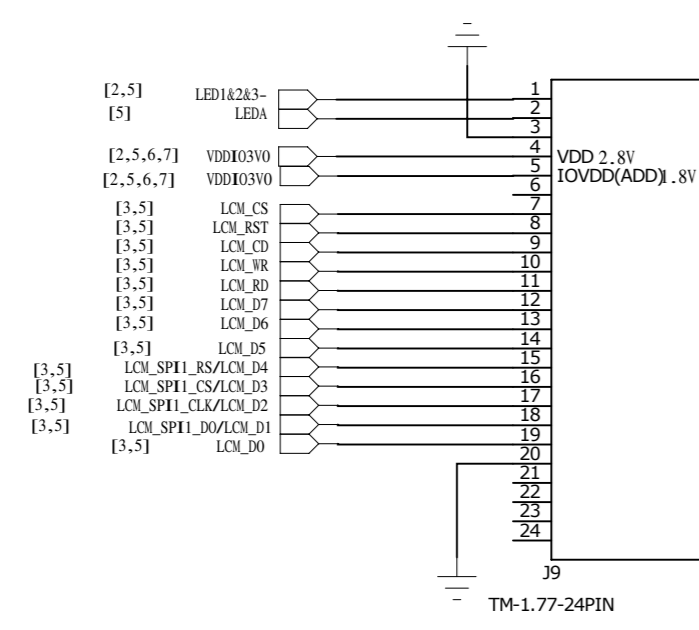 [2,5] LED1&2&3- 1
[5] LEDA 2
3
[2,5,6,7] VDDIO3V0 4 VDD 2.8V
[2,5,6,7] VDDIO3V0 5 IOVDD(ADD)1.8V
6
[3,5] LCM_CS 7
[3,5] LCM_RST 8
[3,5] LCM_CD 9
[3,5] LCM_WR 10
[3,5] LCM_RD 11
[3,5] LCM_D7 12
[3,5] LCM_D6 13
[3,5] LCM_D5 14
[3,5] LCM_SPI1_RS/LCM_D4 15
[3,5] LCM_SPI1_CS/LCM_D3 16
[3,5] LCM_SPI1_CLK/LCM_D2 17
[3,5] LCM_SPI1_DO/LCM_D1 18
[3,5] LCM_D0 19
20
21
22
23
24
J9
TM-1.77-24PIN